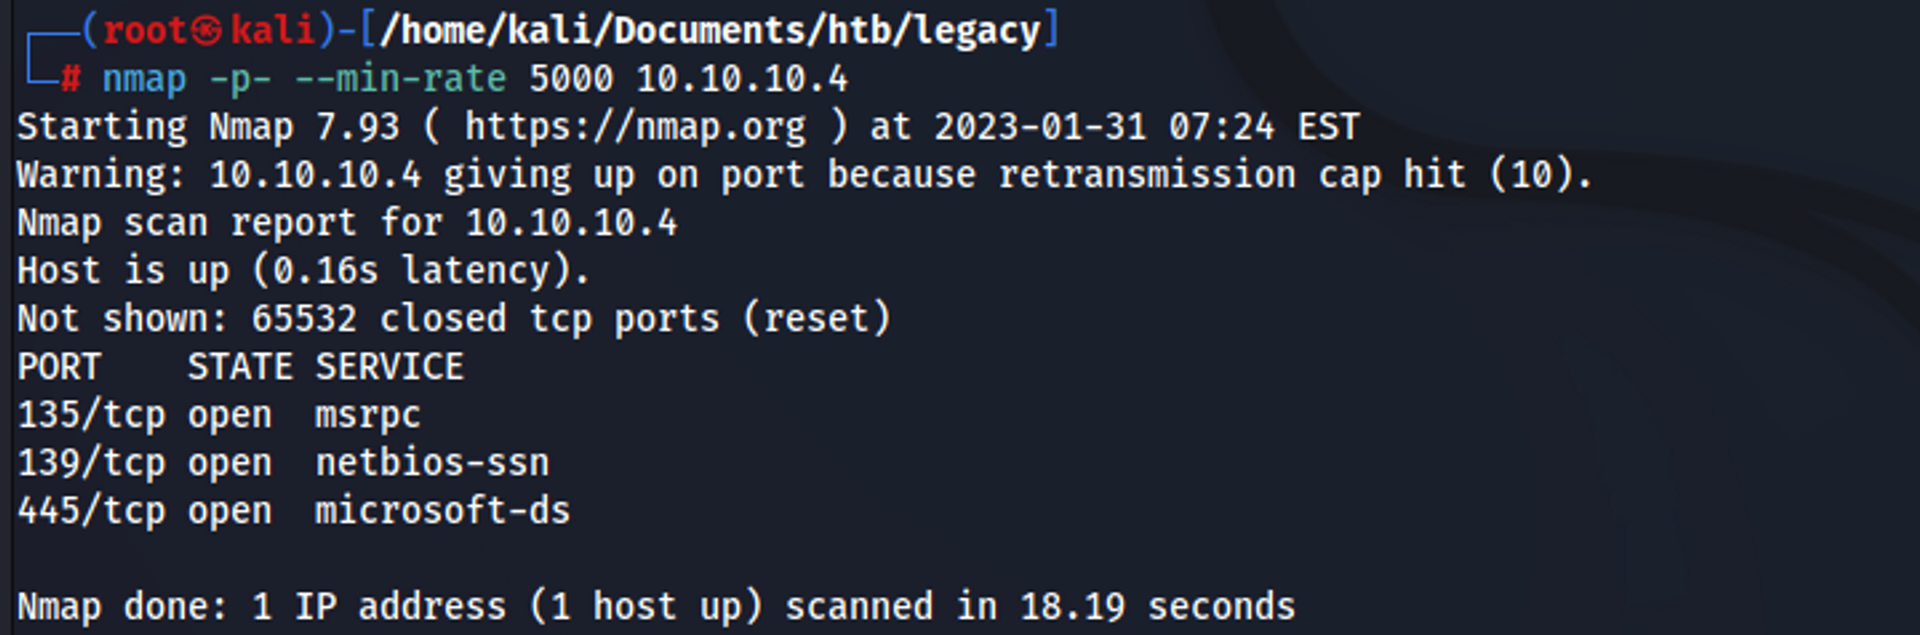 ┌──(root㉿kali)-[/home/kali/Documents/htb/legacy]
└─# nmap -p- --min-rate 5000 10.10.10.4
Starting Nmap 7.93 ( https://nmap.org ) at 2023-01-31 07:24 EST
Warning: 10.10.10.4 giving up on port because retransmission cap hit (10).
Nmap scan report for 10.10.10.4
Host is up (0.16s latency).
Not shown: 65532 closed tcp ports (reset)
PORT    STATE SERVICE
135/tcp open  msrpc
139/tcp open  netbios-ssn
445/tcp open  microsoft-ds
Nmap done: 1 IP address (1 host up) scanned in 18.19 seconds